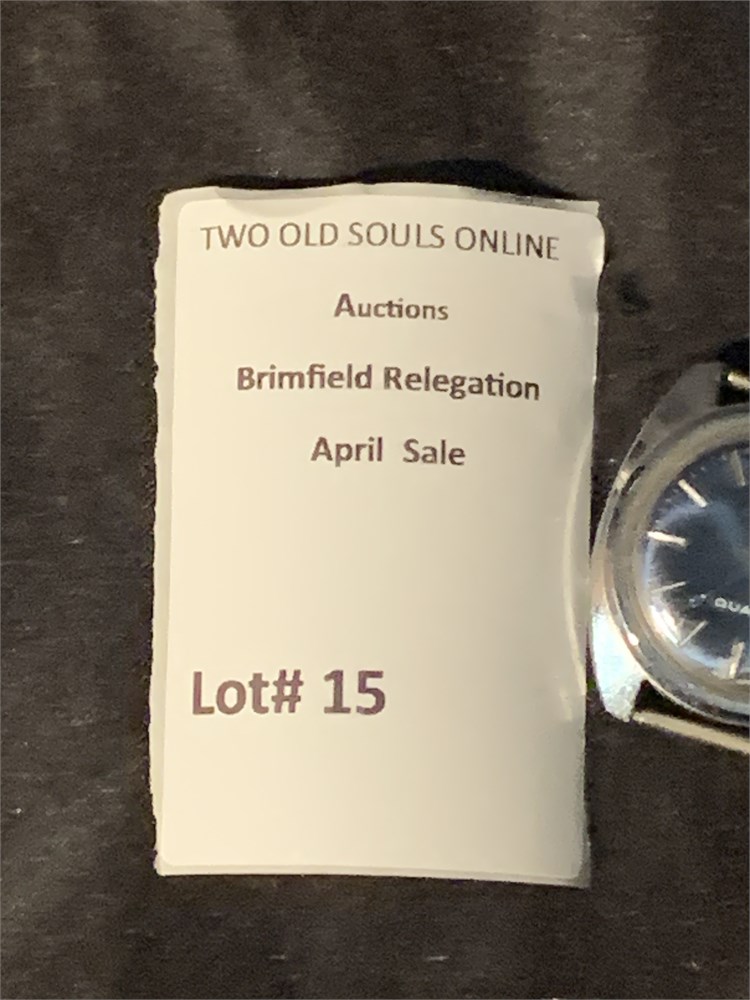 TWO OLD SOULS ONLINE
Auctions
Brimfield Relegation
April Sale
Lot# 15